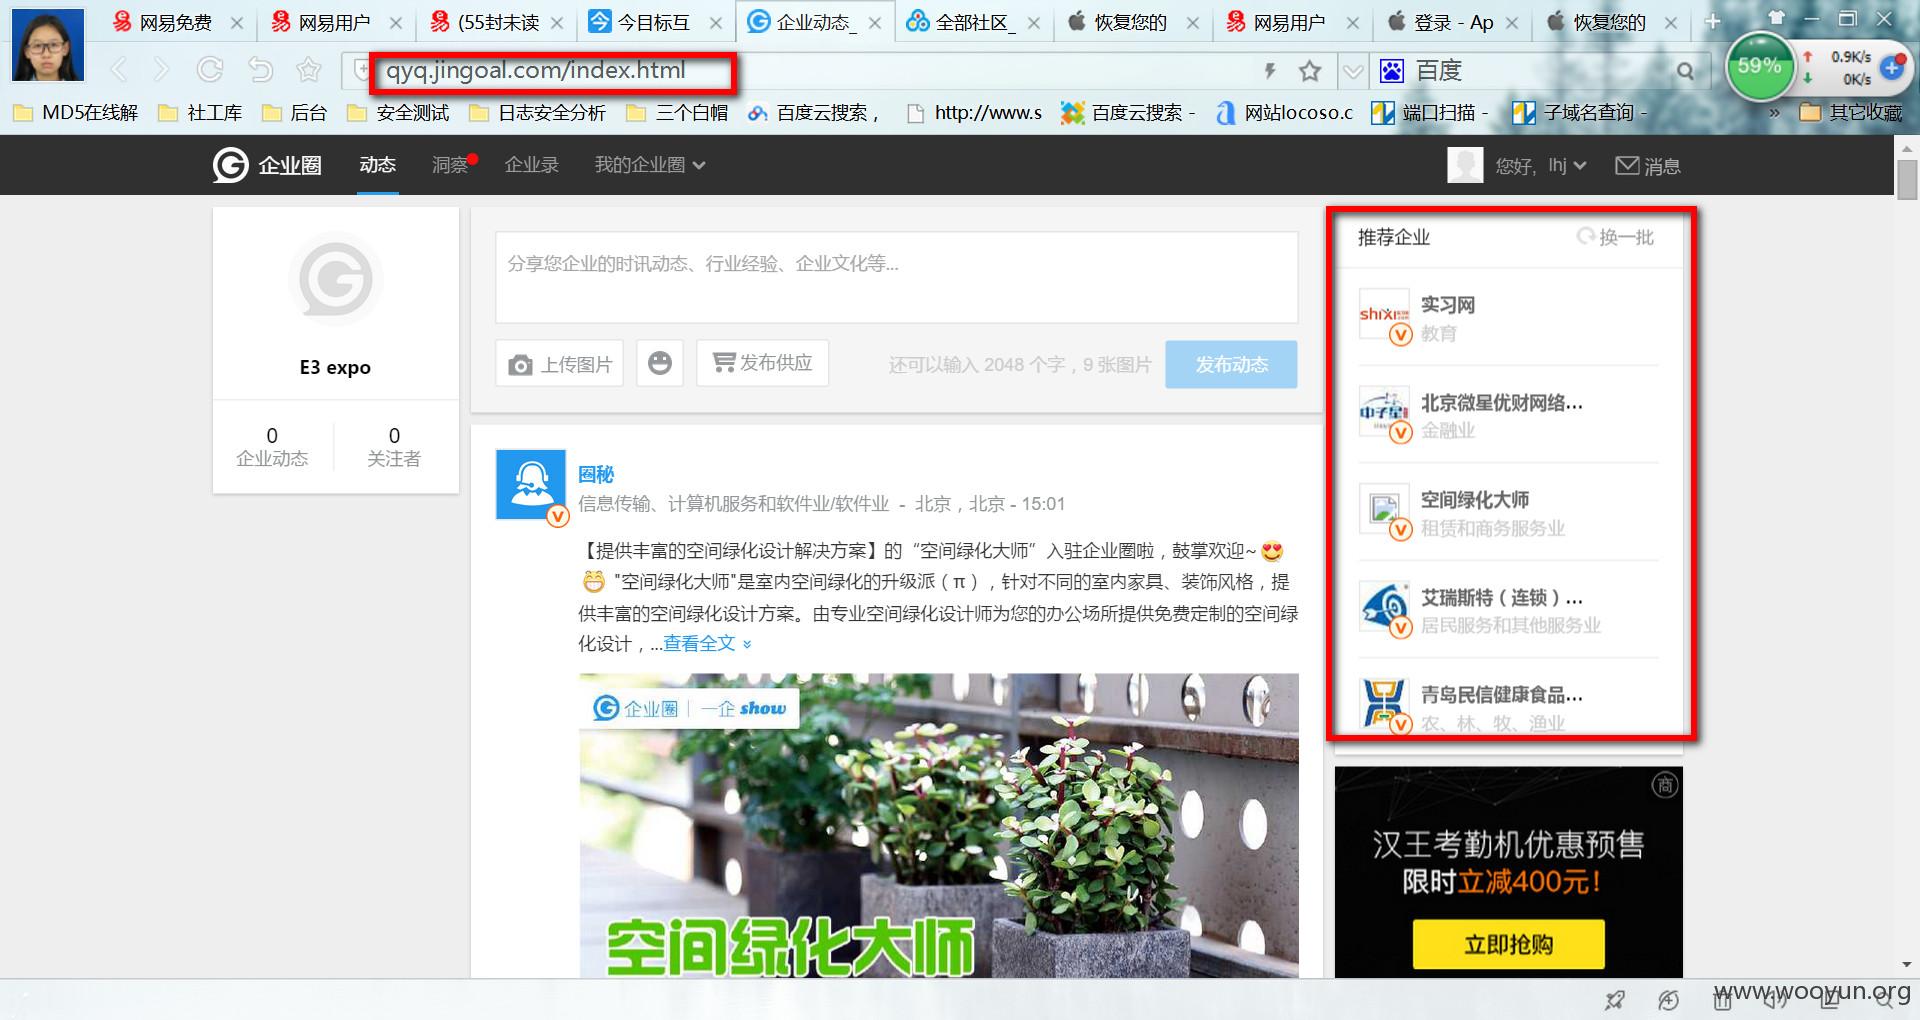 网易免费
网易用户
(55封未读
今日标互
企业动态_
全部社区_
恢复您的
网易用户
登录 - Ap
恢复您的
qyq.jingoal.com/index.html
百度
59%
0.9K/s
0K/s
MD5在线解
社工库
后台
安全测试
日志安全分析
三个白帽
百度云搜索，
http://www.s
百度云搜索 -
网站locoso.c
端口扫描 -
子域名查询 -
»
其它收藏
企业圈
动态
洞察
企业录
我的企业圈
您好，lhj
消息
E3 expo
0
企业动态
0
关注者
分享您企业的时讯动态、行业经验、企业文化等...
上传图片
发布供应
还可以输入 2048 个字，9 张图片
发布动态
圈秘
信息传输、计算机服务和软件业/软件业 - 北京，北京 - 15:01
【提供丰富的空间绿化设计解决方案】的“空间绿化大师”入驻企业圈啦，鼓掌欢迎~
"空间绿化大师"是室内空间绿化的升级派（π），针对不同的室内家具、装饰风格，提
供丰富的空间绿化设计方案。由专业空间绿化设计师为您的办公场所提供免费定制的空间绿
化设计，...查看全文
企业圈 | 一企 show
空间绿化大师
推荐企业
换一批
shixi
实习网
教育
中子星
北京微星优财网络...
金融业
空间绿化大师
租赁和商务服务业
艾瑞斯特（连锁）...
居民服务和其他服务业
青岛民信健康食品...
农、林、牧、渔业
商
汉王考勤机优惠预售
限时立减400元！
立即抢购
www.wooyun.org